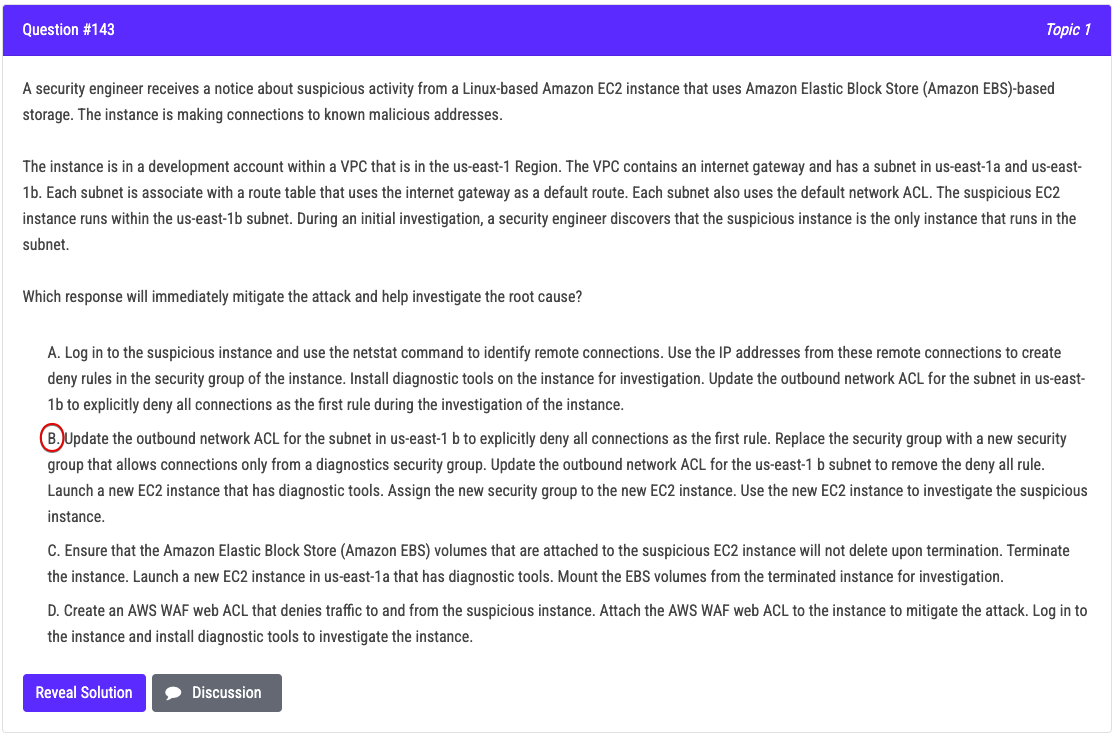 Question #143
Topic 1
A security engineer receives a notice about suspicious activity from a Linux-based Amazon EC2 instance that uses Amazon Elastic Block Store (Amazon EBS)-based
storage. The instance is making connections to known malicious addresses.
The instance is in a development account within a VPC that is in the us-east-1 Region. The VPC contains an internet gateway and has a subnet in us-east-1a and us-east-
1b. Each subnet is associate with a route table that uses the internet gateway as a default route. Each subnet also uses the default network ACL. The suspicious EC2
instance runs within the us-east-1b subnet. During an initial investigation, a security engineer discovers that the suspicious instance is the only instance that runs in the
subnet.
Which response will immediately mitigate the attack and help investigate the root cause?
A. Log in to the suspicious instance and use the netstat command to identify remote connections. Use the IP addresses from these remote connections to create
deny rules in the security group of the instance. Install diagnostic tools on the instance for investigation. Update the outbound network ACL for the subnet in us-east-
1b to explicitly deny all connections as the first rule during the investigation of the instance.
B. Update the outbound network ACL for the subnet in us-east-1 b to explicitly deny all connections as the first rule. Replace the security group with a new security
group that allows connections only from a diagnostics security group. Update the outbound network ACL for the us-east-1 b subnet to remove the deny all rule.
Launch a new EC2 instance that has diagnostic tools. Assign the new security group to the new EC2 instance. Use the new EC2 instance to investigate the suspicious
instance.
C. Ensure that the Amazon Elastic Block Store (Amazon EBS) volumes that are attached to the suspicious EC2 instance will not delete upon termination. Terminate
the instance. Launch a new EC2 instance in us-east-1a that has diagnostic tools. Mount the EBS volumes from the terminated instance for investigation.
D. Create an AWS WAF web ACL that denies traffic to and from the suspicious instance. Attach the AWS WAF web ACL to the instance to mitigate the attack. Log in to
the instance and install diagnostic tools to investigate the instance.
Reveal Solution
Discussion